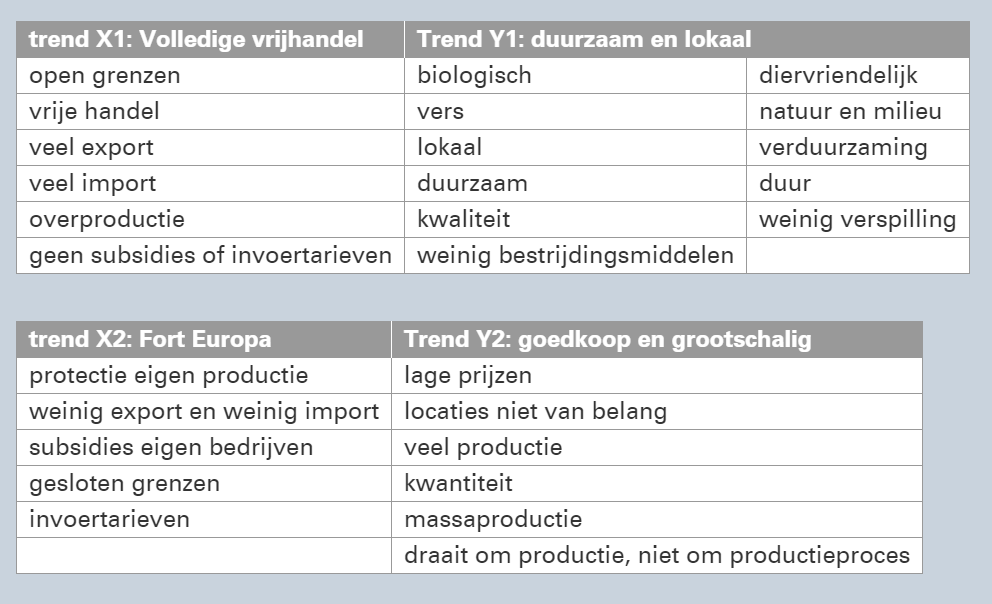 trend X1: Volledige vrijhandel Trend Y1: duurzaam en lokaal
open grenzen biologisch diervriendelijk
vrije handel vers natuur en milieu
veel export lokaal verduurzaming
veel import duurzaam duur
overproductie kwaliteit weinig verspilling
geen subsidies of invoertarieven weinig bestrijdingsmiddelen
trend X2: Fort Europa Trend Y2: goedkoop en grootschalig
protectie eigen productie lage prijzen
weinig export en weinig import locaties niet van belang
subsidies eigen bedrijven veel productie
gesloten grenzen kwantiteit
invoertarieven massaproductie
draait om productie, niet om productieproces